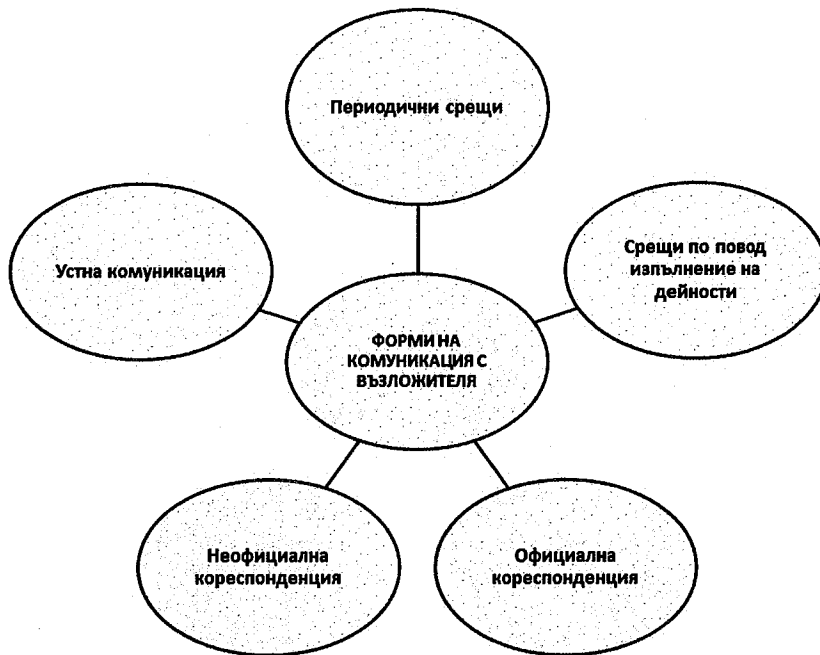 Периодични срещи
Устна комуникация
Срещи по повод
изпълнение на
дейности
ФОРМИ НА
КОМУНИКАЦИЯ С
ВЪЗЛОЖИТЕЛЯ
Неофициална
кореспонденция
Официална
кореспонденция